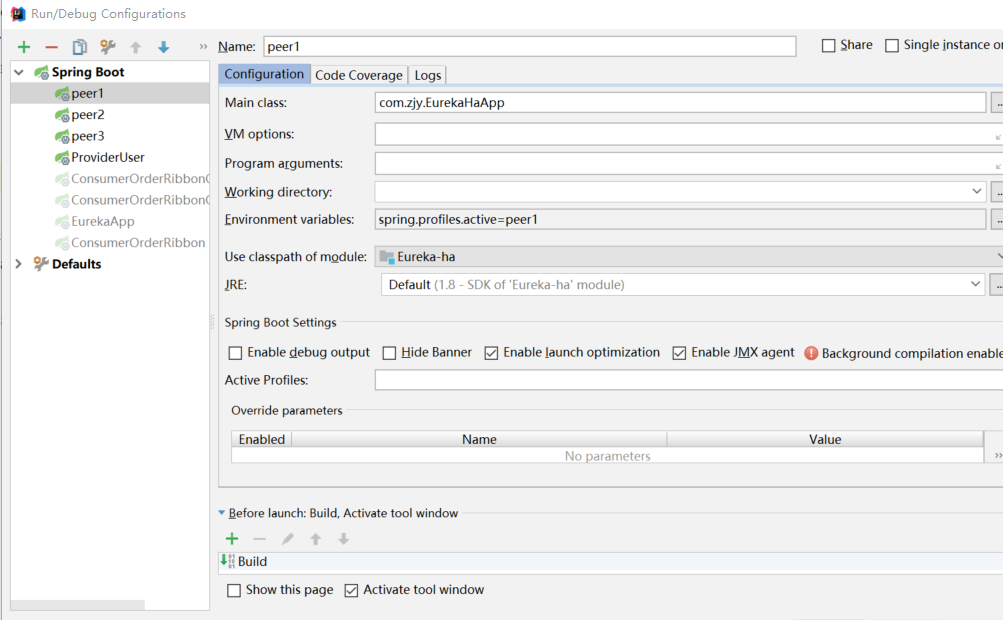 Run/Debug Configurations
Name: peer1
Share Single instance on
Spring Boot
peer1
peer2
peer3
ProviderUser
ConsumerOrderRibbon
ConsumerOrderRibbon
EurekaApp
ConsumerOrderRibbon
Defaults
Configuration Code Coverage Logs
Main class: com.zjy.EurekaHaApp ...
VM options:
Program arguments:
Working directory: ...
Environment variables: spring.profiles.active=peer1 ...
Use classpath of module: Eureka-ha
JRE: Default (1.8 - SDK of 'Eureka-ha' module) ...
Spring Boot Settings
Enable debug output Hide Banner Enable launch optimization Enable JMX agent Background compilation enable
Active Profiles:
Override parameters
Enabled Name Value
No parameters
Before launch: Build, Activate tool window
Build
Show this page Activate tool window